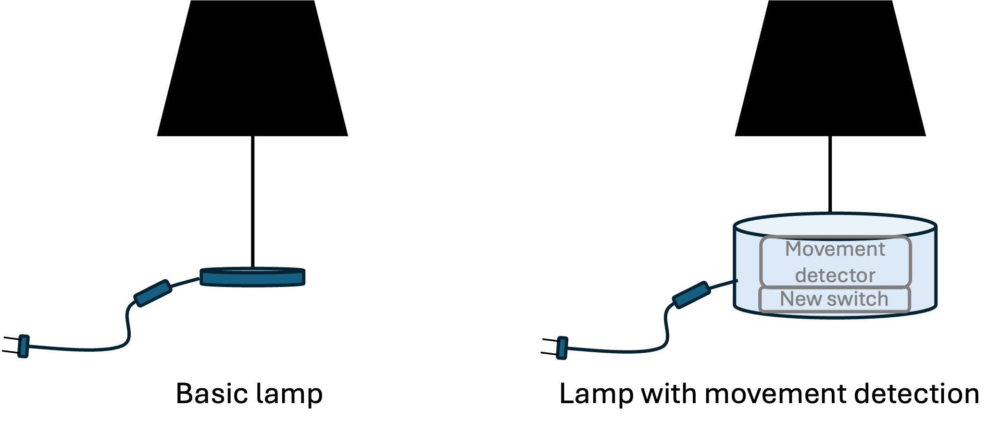 Movement
detector
New switch
Basic lamp
Lamp with movement detection